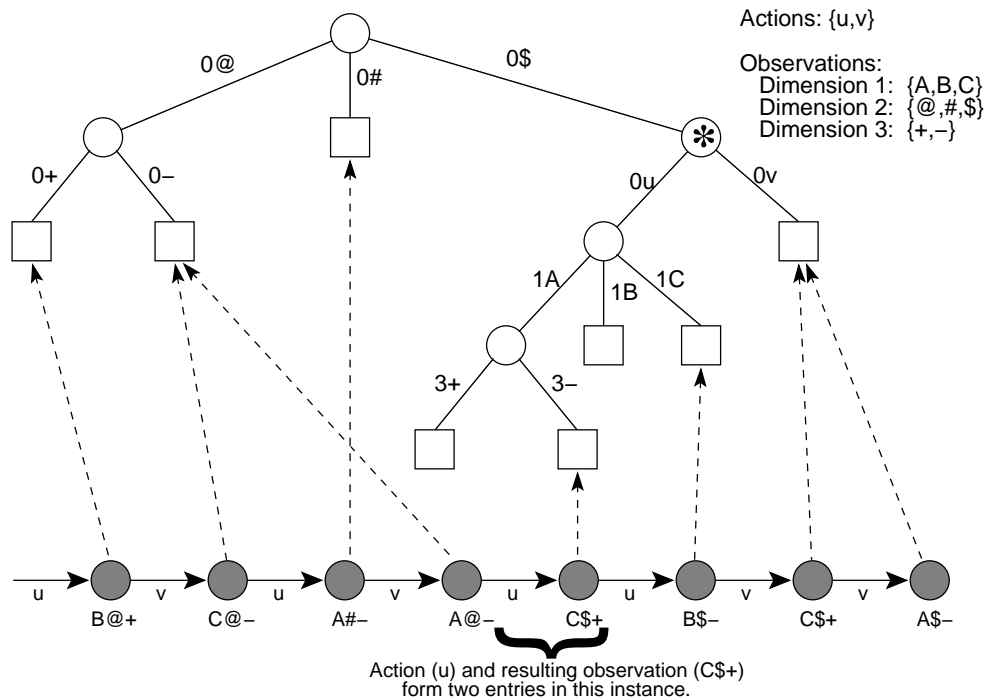 Actions: {u,v}
Observations:
Dimension 1: {A,B,C}
Dimension 2: {@,#,$}
Dimension 3: {+,–}
0@
0#
0$
*
0+
0–
0u
0v
1A
1B
1C
3+
3–
u
v
u
v
u
u
v
v
B@+
C@–
A#–
A@–
C$+
B$–
C$+
A$–
Action (u) and resulting observation (C$+)
form two entries in this instance.